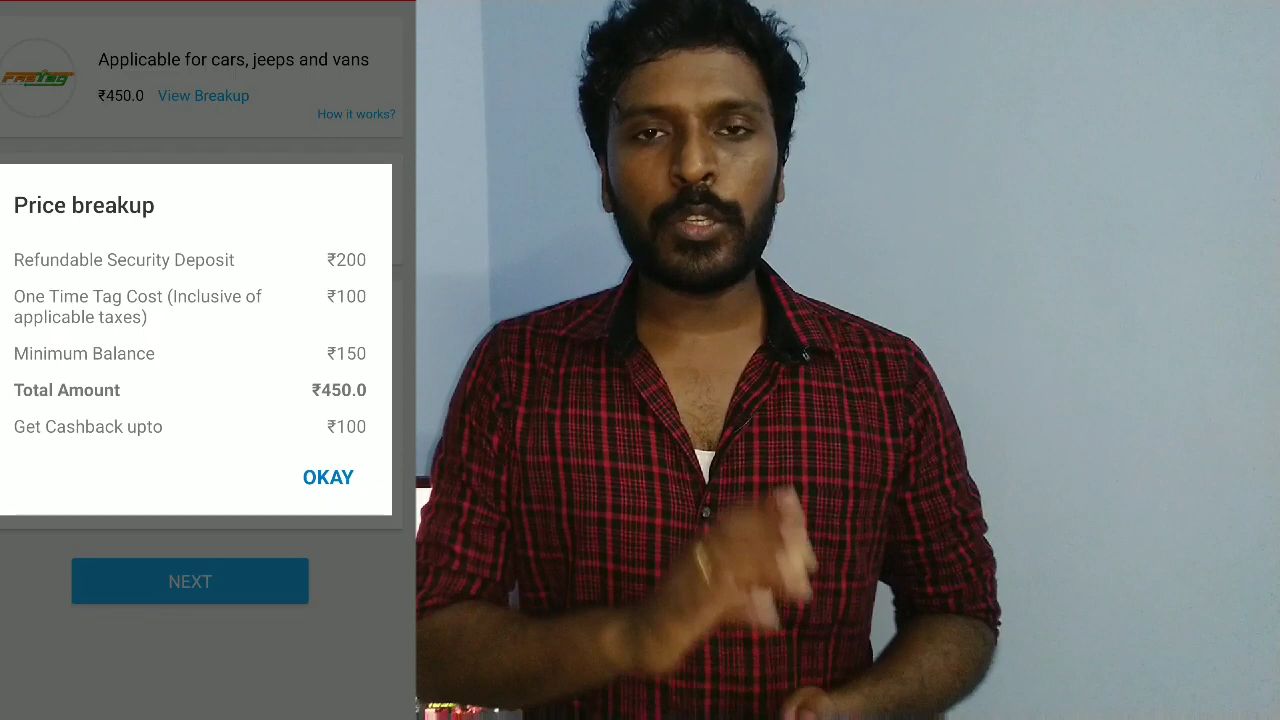 FASTag
Applicable for cars, jeeps and vans
₹450.0 View Breakup
How it works?
Price breakup
Refundable Security Deposit ₹200
One Time Tag Cost (Inclusive of ₹100
applicable taxes)
Minimum Balance ₹150
Total Amount ₹450.0
Get Cashback upto ₹100
OKAY
NEXT